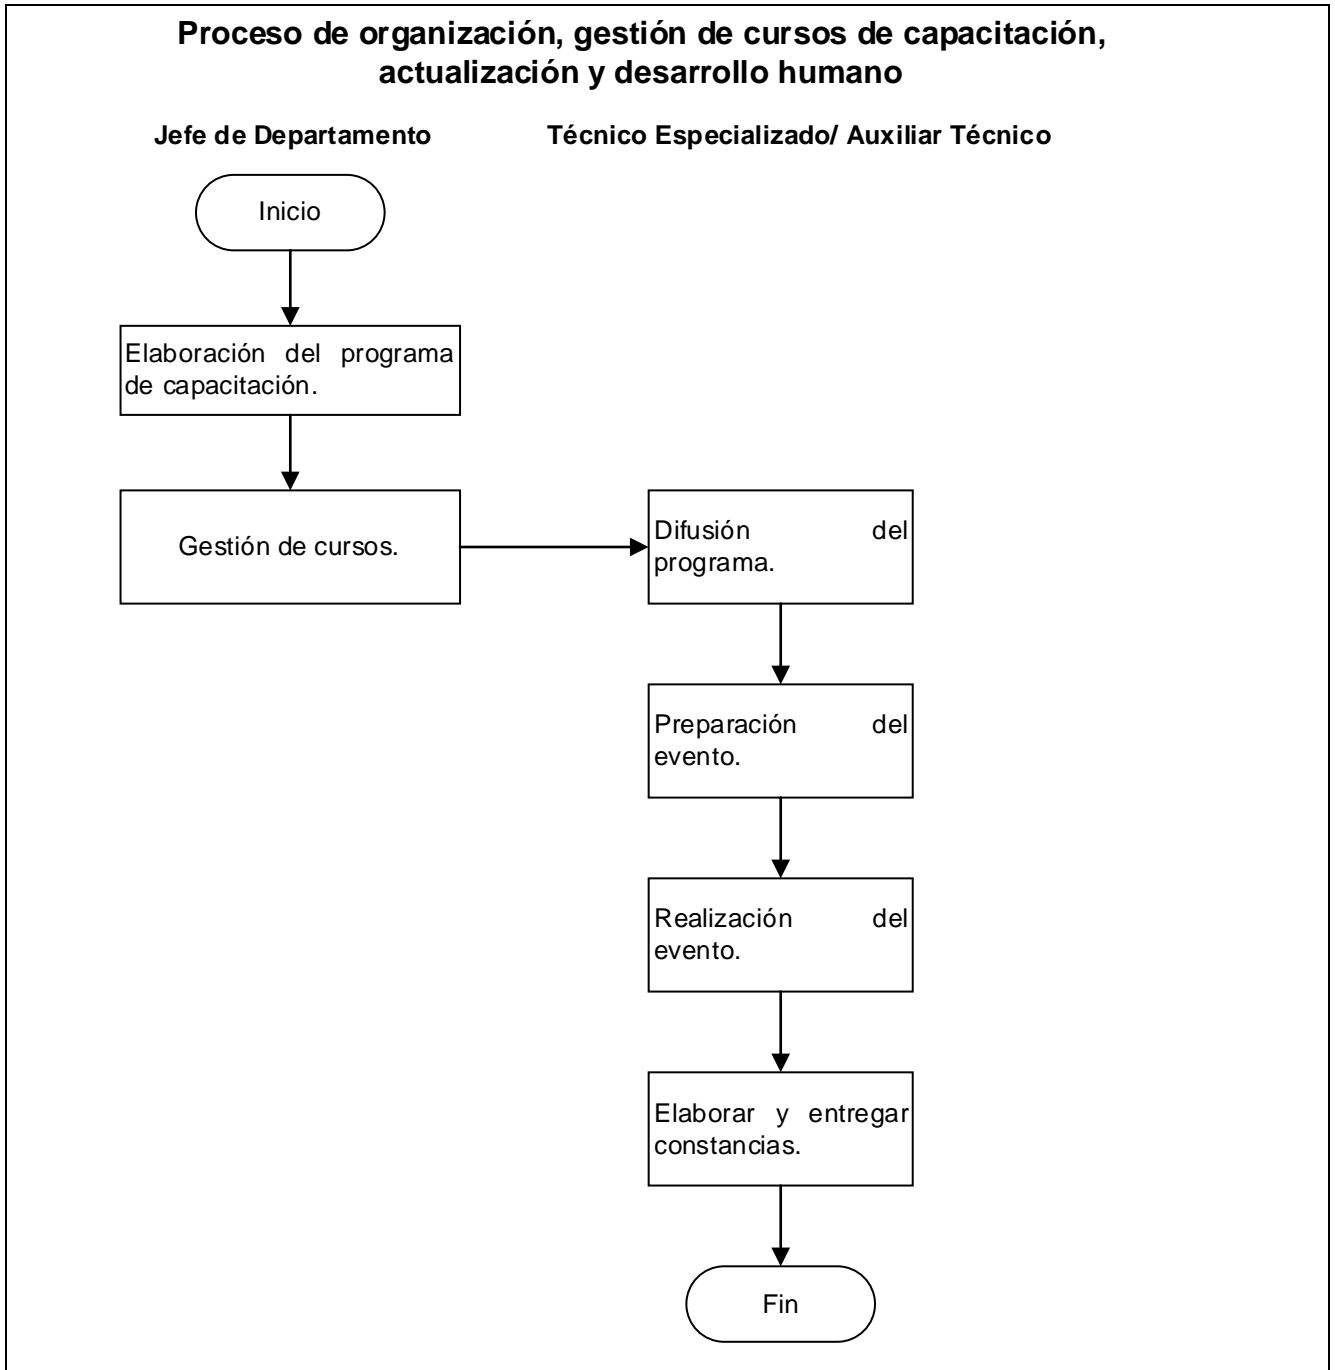 Proceso de organización, gestión de cursos de capacitación,
actualización y desarrollo humano
Jefe de Departamento
Técnico Especializado/ Auxiliar Técnico
Inicio
Elaboración del programa
de capacitación.
Gestión de cursos.
Difusión del
programa.
Preparación del
evento.
Realización del
evento.
Elaborar y entregar
constancias.
Fin